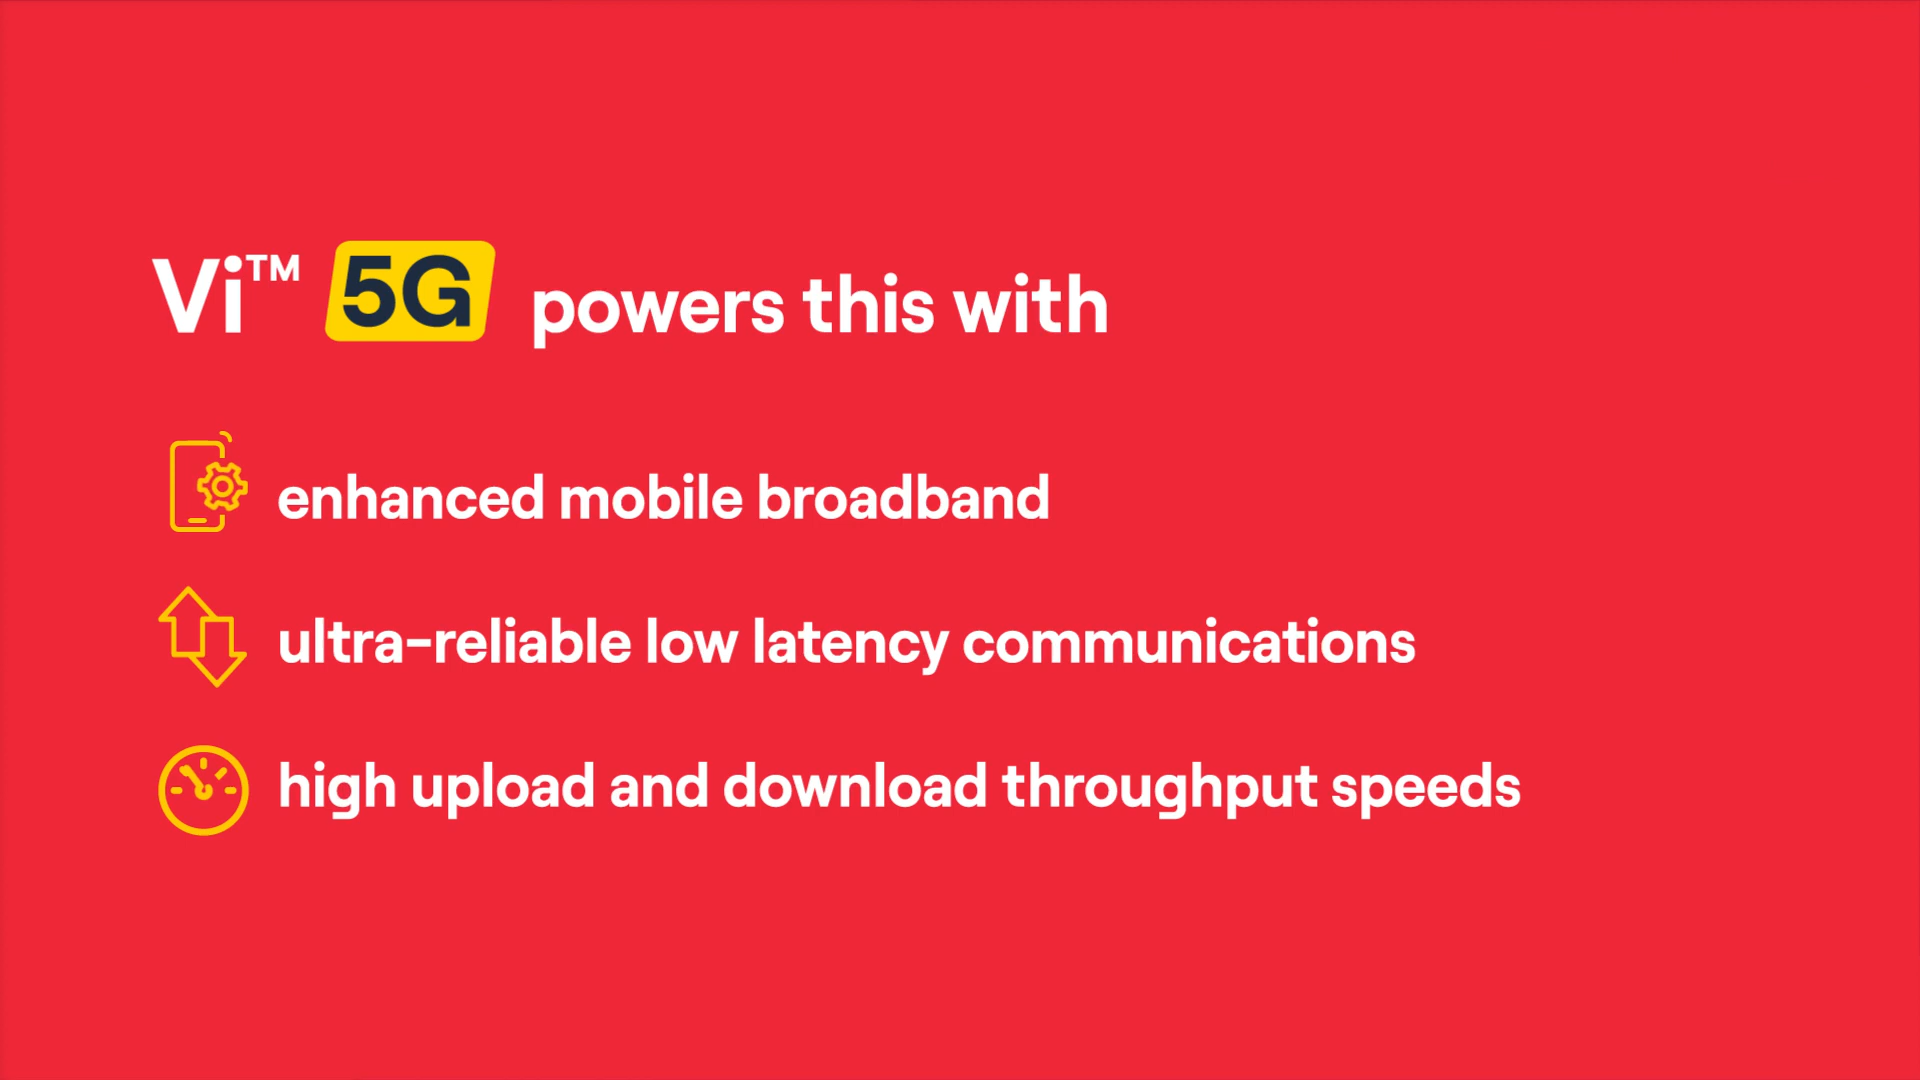 Vi™ 5G powers this with
enhanced mobile broadband
ultra-reliable low latency communications
high upload and download throughput speeds